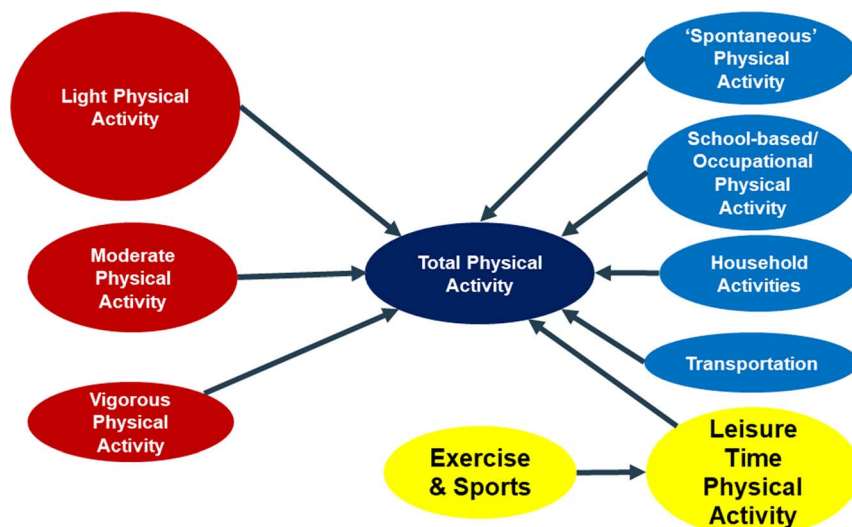 Light Physical
Activity
Moderate
Physical
Activity
Vigorous
Physical
Activity
Total Physical
Activity
‘Spontaneous’
Physical
Activity
School-based/
Occupational
Physical
Activity
Household
Activities
Transportation
Exercise
& Sports
Leisure
Time
Physical
Activity